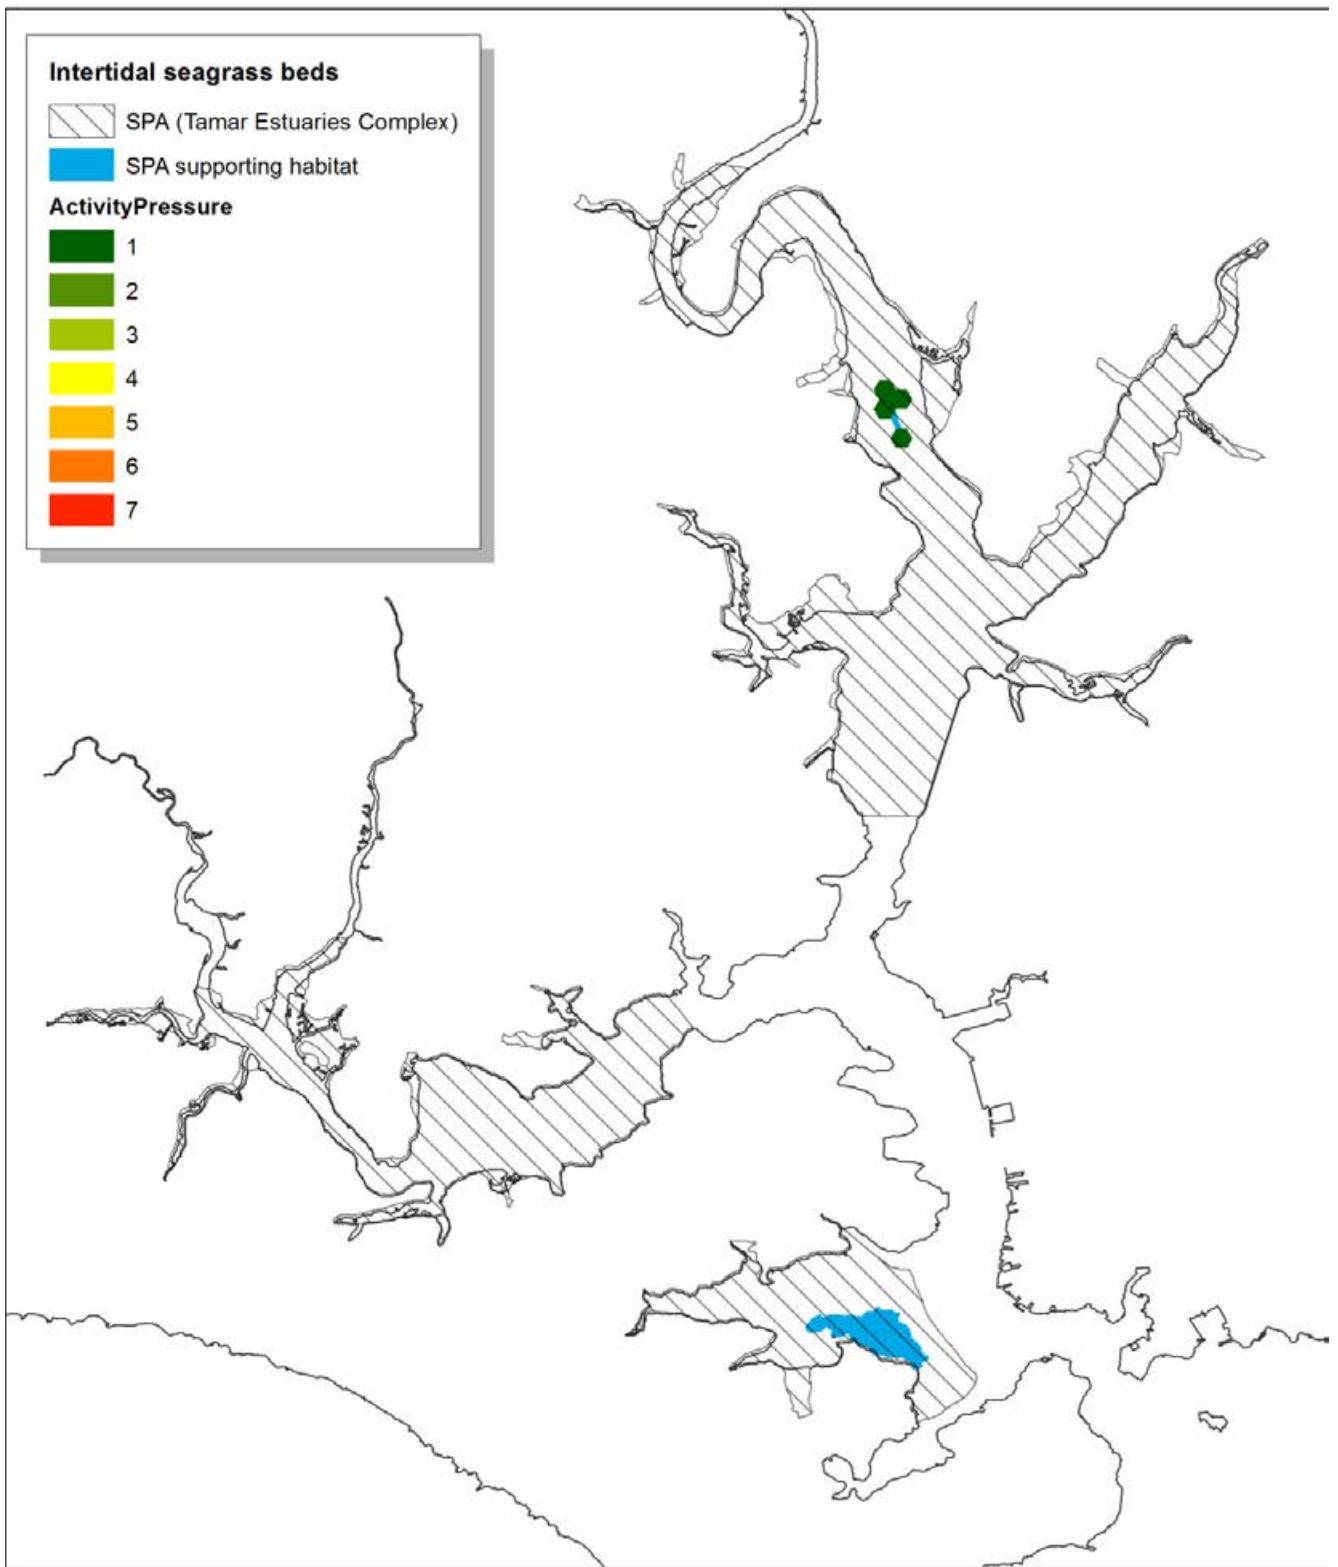 Intertidal seagrass beds
SPA (Tamar Estuaries Complex)
SPA supporting habitat
ActivityPressure
1
2
3
4
5
6
7